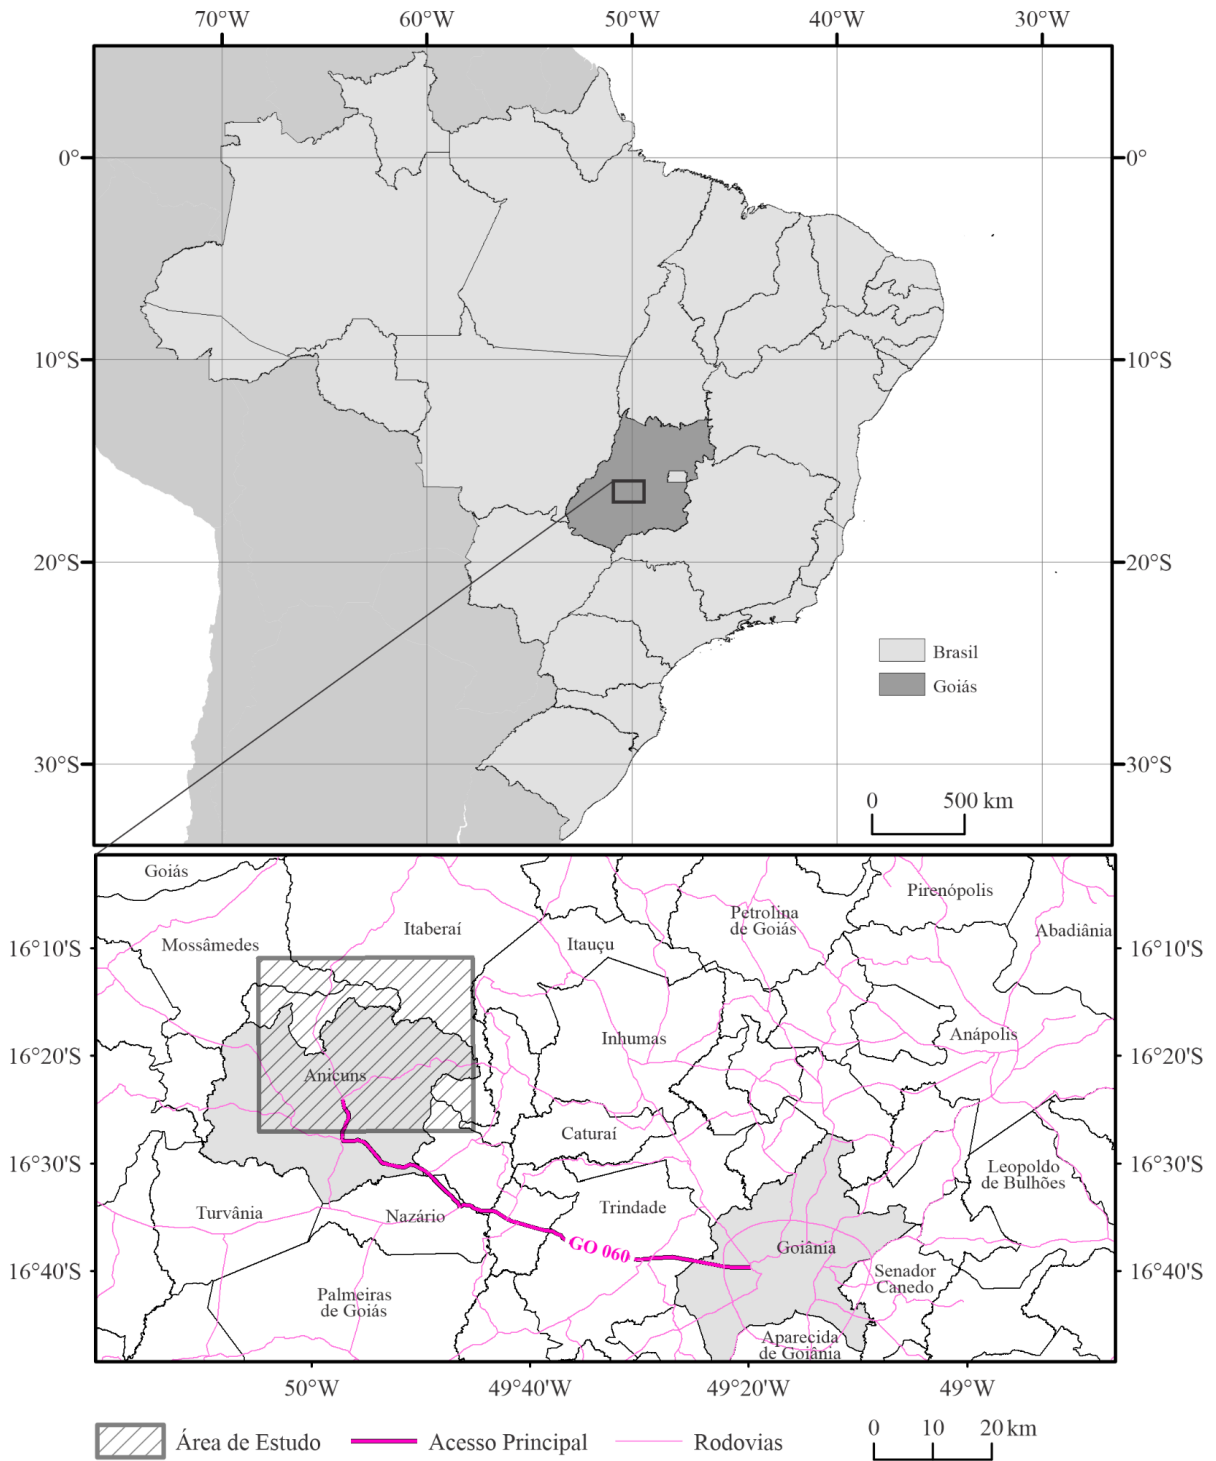 70°W 60°W 50°W 40°W 30°W
0° 0°
10°S 10°S
20°S 20°S
Brasil
Goiás
30°S 30°S
0 500 km
Goiás
Pirenópolis
Petrolina
de Goiás
Itaberaí
Abadiânia
Itauçu
Mossâmedes
16°10'S 16°10'S
Anápolis
Inhumas
16°20'S 16°20'S
Anicuns
Caturaí
16°30'S 16°30'S
Leopoldo
de Bulhões
Trindade
Turvânia
Nazário
GO 060
Goiânia
16°40'S 16°40'S
Senador
Canedo
Palmeiras
de Goiás
Aparecida
de Goiânia
50°W 49°40'W 49°20'W 49°W
Área de Estudo Acesso Principal Rodovias
0 10 20 km